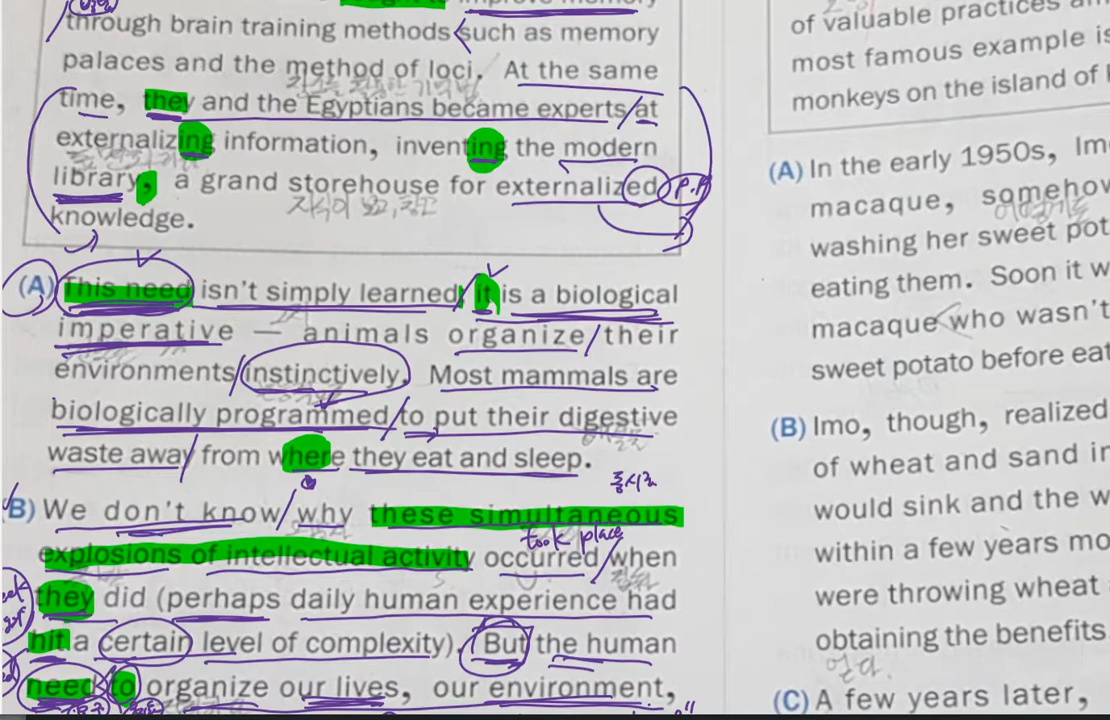 through brain training methods such as memory
palaces and the method of loci. At the same
time, they and the Egyptians became experts at
externalizing information, inventing the modern
library, a grand storehouse for externalized
P.P
knowledge.
(A) This need isn't simply learned, it is a biological
imperative — animals organize their
environments instinctively. Most mammals are
biologically programmed to put their digestive
waste away from where they eat and sleep.
동시다
(B) We don't know why these simultaneous
took place
explosions of intellectual activity occurred when
they did (perhaps daily human experience had
hit a certain level of complexity). But the human
need to organize our lives, our environment,
of valuable practices
most famous example is
monkeys on the island of
(A) In the early 1950s, Im
macaque, somehow
washing her sweet pot
eating them. Soon it w
macaque who wasn't
sweet potato before eat
(B) Imo, though, realized
of wheat and sand in
would sink and the w
within a few years mo
were throwing wheat
obtaining the benefits
얻다.
(C) A few years later,